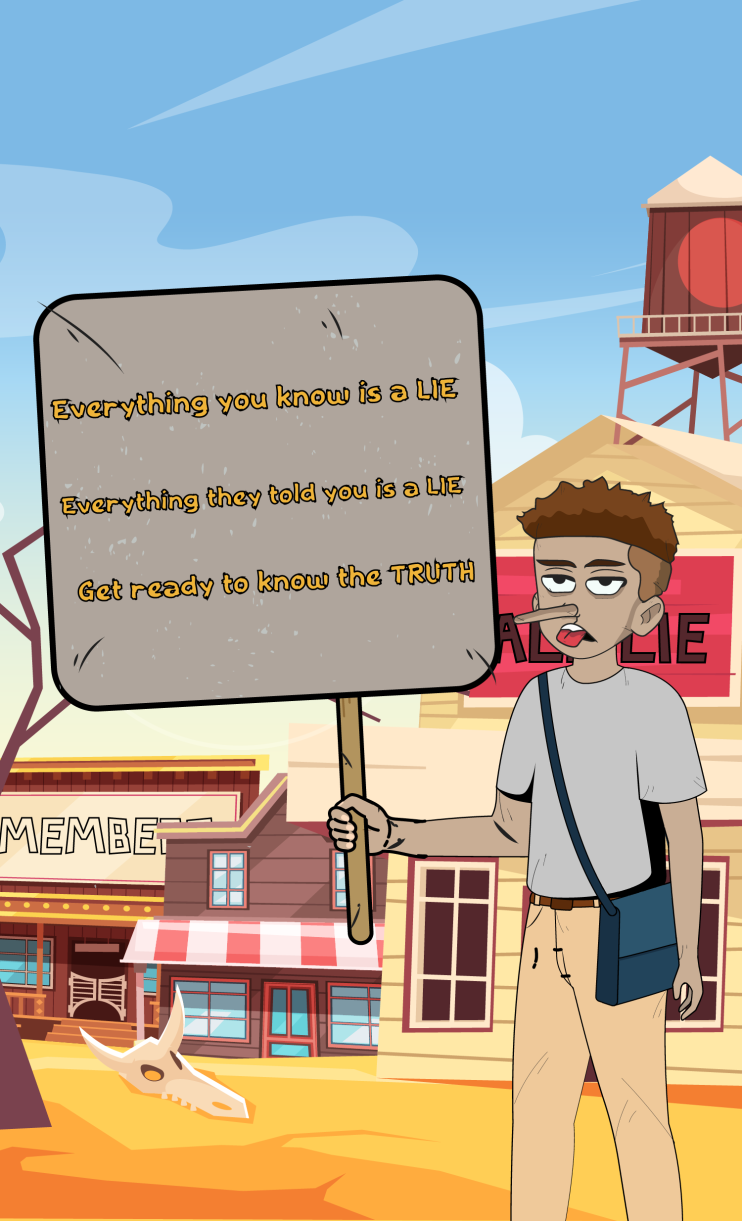 Everything you know is a LIE
Everything they told you is a LIE
Get ready to know the TRUTH
LIE